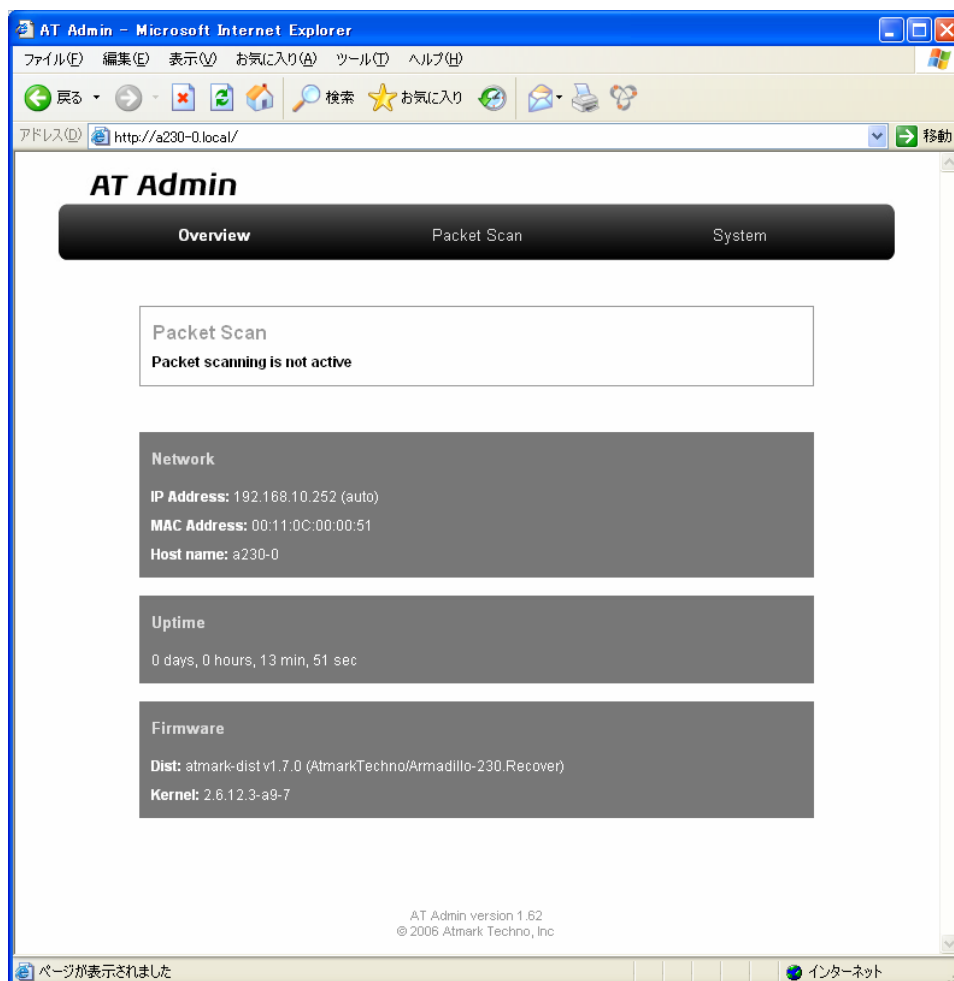 AT Admin - Microsoft Internet Explorer
ファイル(F) 編集(E) 表示(V) お気に入り(A) ツール(T) ヘルプ(H)
戻る 検索 お気に入り
アドレス(D) http://a230-0.local/ 移動
AT Admin
Overview Packet Scan System
Packet Scan
Packet scanning is not active
Network
IP Address: 192.168.10.252 (auto)
MAC Address: 00:11:0C:00:00:51
Host name: a230-0
Uptime
0 days, 0 hours, 13 min, 51 sec
Firmware
Dist: atmark-dist v1.7.0 (AtmarkTechno/Armadillo-230.Recover)
Kernel: 2.6.12.3-a9-7
AT Admin version 1.62
© 2006 Atmark Techno, Inc
ページが表示されました インターネット